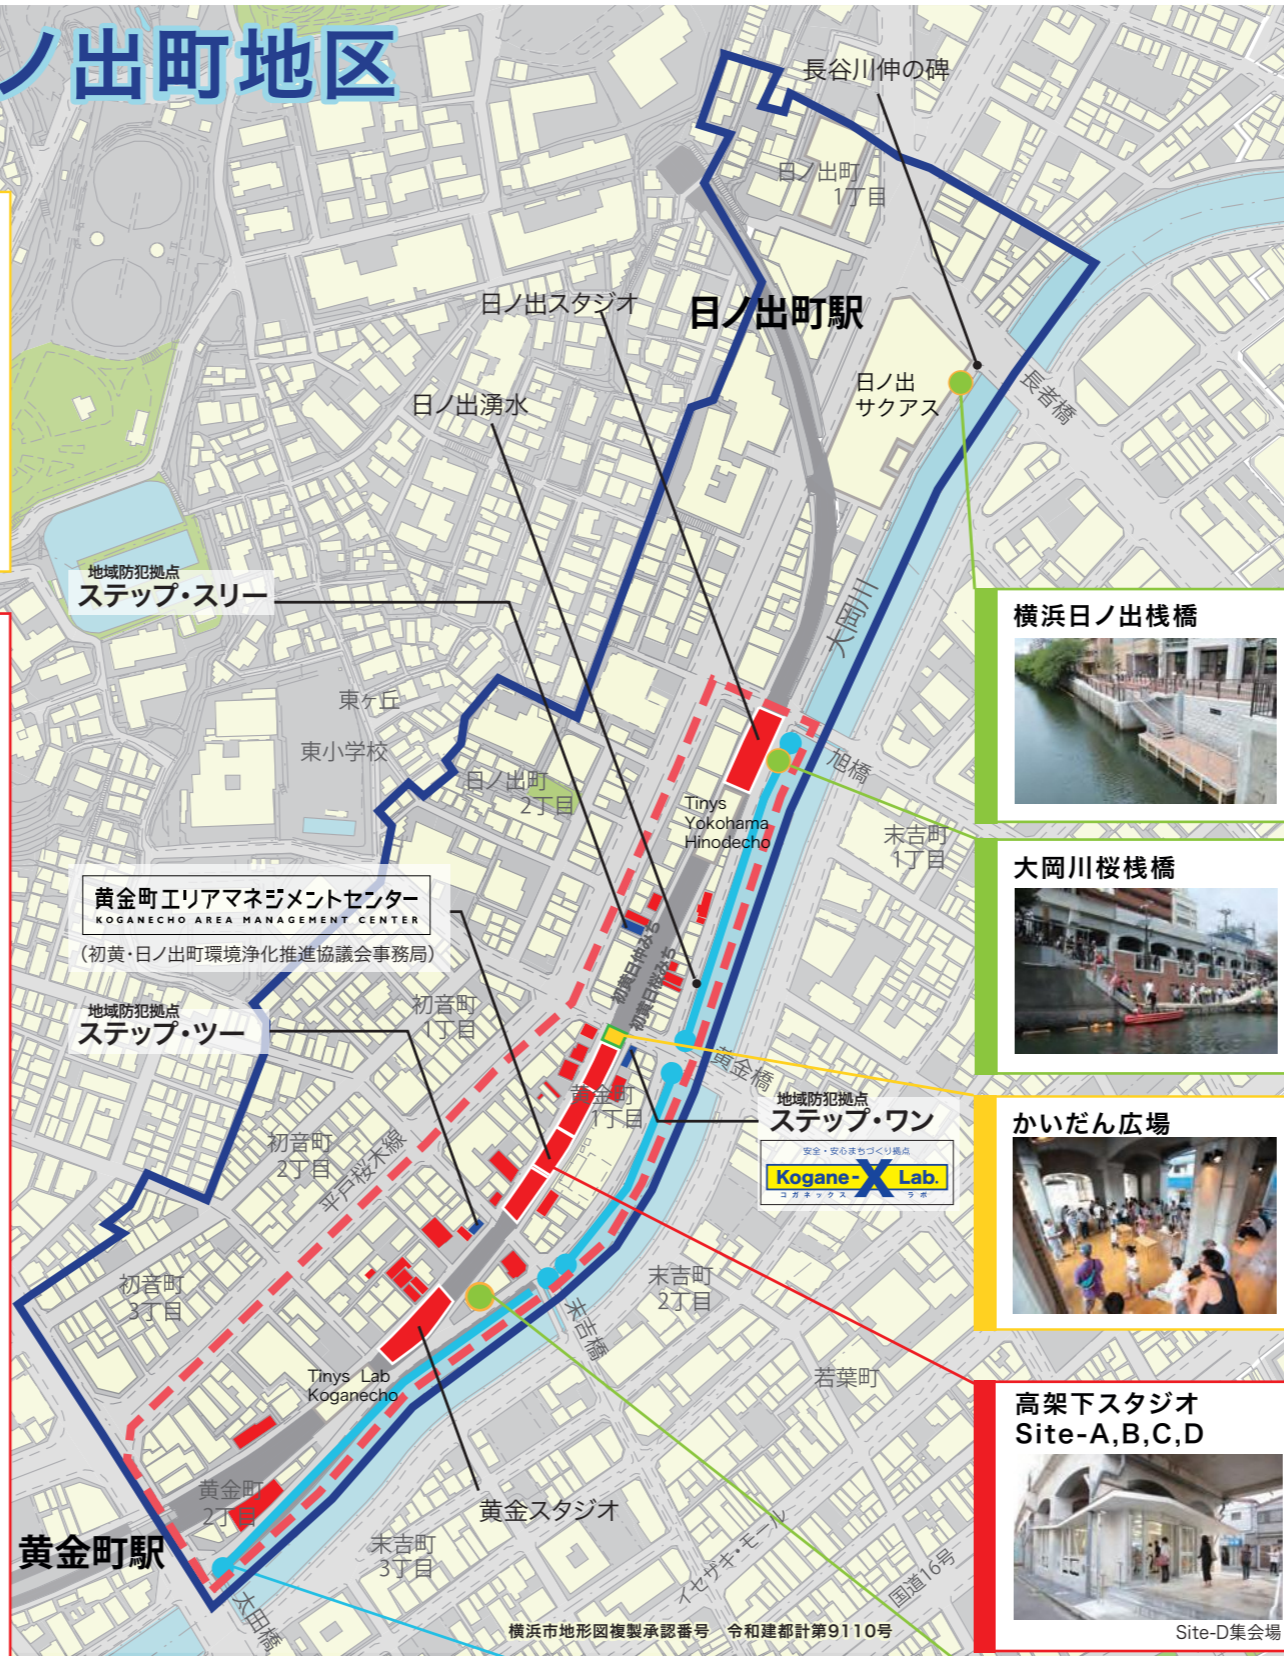 ノ出町地区
長谷川伸の碑
日ノ出町
1丁目
日ノ出スタジオ
日ノ出町駅
日ノ出湧水
日ノ出
サクアス
長者橋
地域防犯拠点
ステップ・スリー
大岡川
横浜日ノ出桟橋
東ヶ丘
東小学校
日ノ出町
2丁目
旭橋
Tinys
Yokohama
Hinodecho
末吉町
1丁目
大岡川桜桟橋
黄金町エリアマネジメントセンター
KOGANECHO AREA MANAGEMENT CENTER
(初黄・日ノ出町環境浄化推進協議会事務局)
初黄日仲みち
初黄日桜みち
地域防犯拠点
ステップ・ツー
初音町
1丁目
黄金橋
黄金町
1丁目
地域防犯拠点
ステップ・ワン
安全・安心まちづくり拠点
Kogane-X Lab.
コガネックス ラボ
かいだん広場
初音町
2丁目
平戸桜木線
初音町
3丁目
末吉町
2丁目
末吉橋
若葉町
Tinys Lab
Koganecho
高架下スタジオ
Site-A,B,C,D
黄金町
2丁目
黄金スタジオ
黄金町駅
末吉町
3丁目
イセザキ・モール
国道16号
太田橋
横浜市地形図複製承認番号 令和建都計第9110号
Site-D集会場